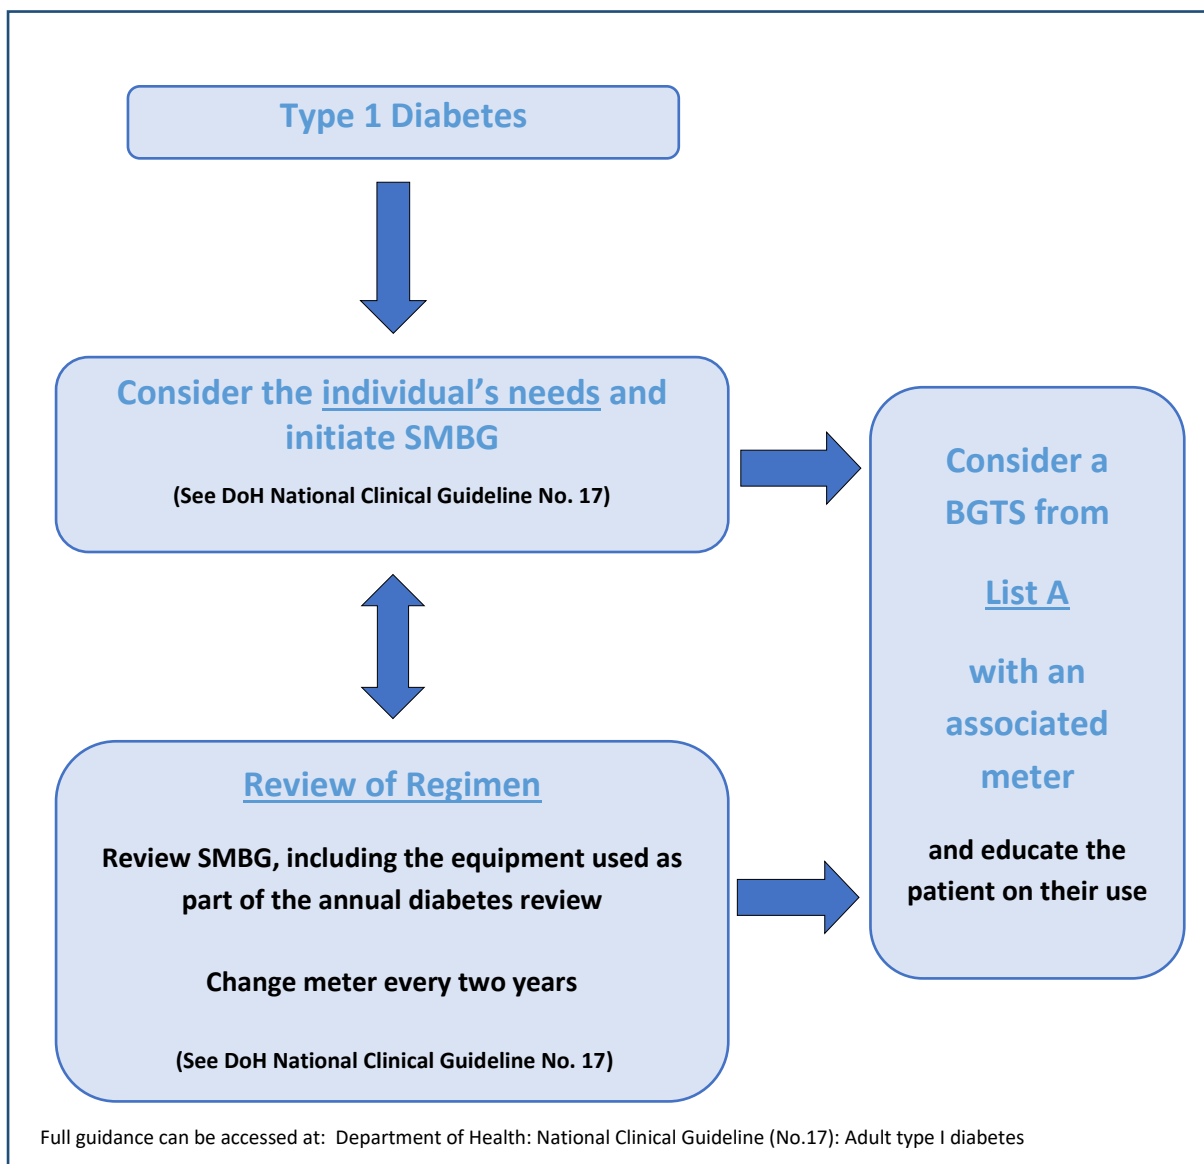 Type 1 Diabetes
Consider the individual’s needs and
initiate SMBG
(See DoH National Clinical Guideline No. 17)
Consider a
BGTS from
List A
with an
associated
meter
and educate the
patient on their use
Review of Regimen
Review SMBG, including the equipment used as
part of the annual diabetes review
Change meter every two years
(See DoH National Clinical Guideline No. 17)
Full guidance can be accessed at: Department of Health: National Clinical Guideline (No.17): Adult type I diabetes